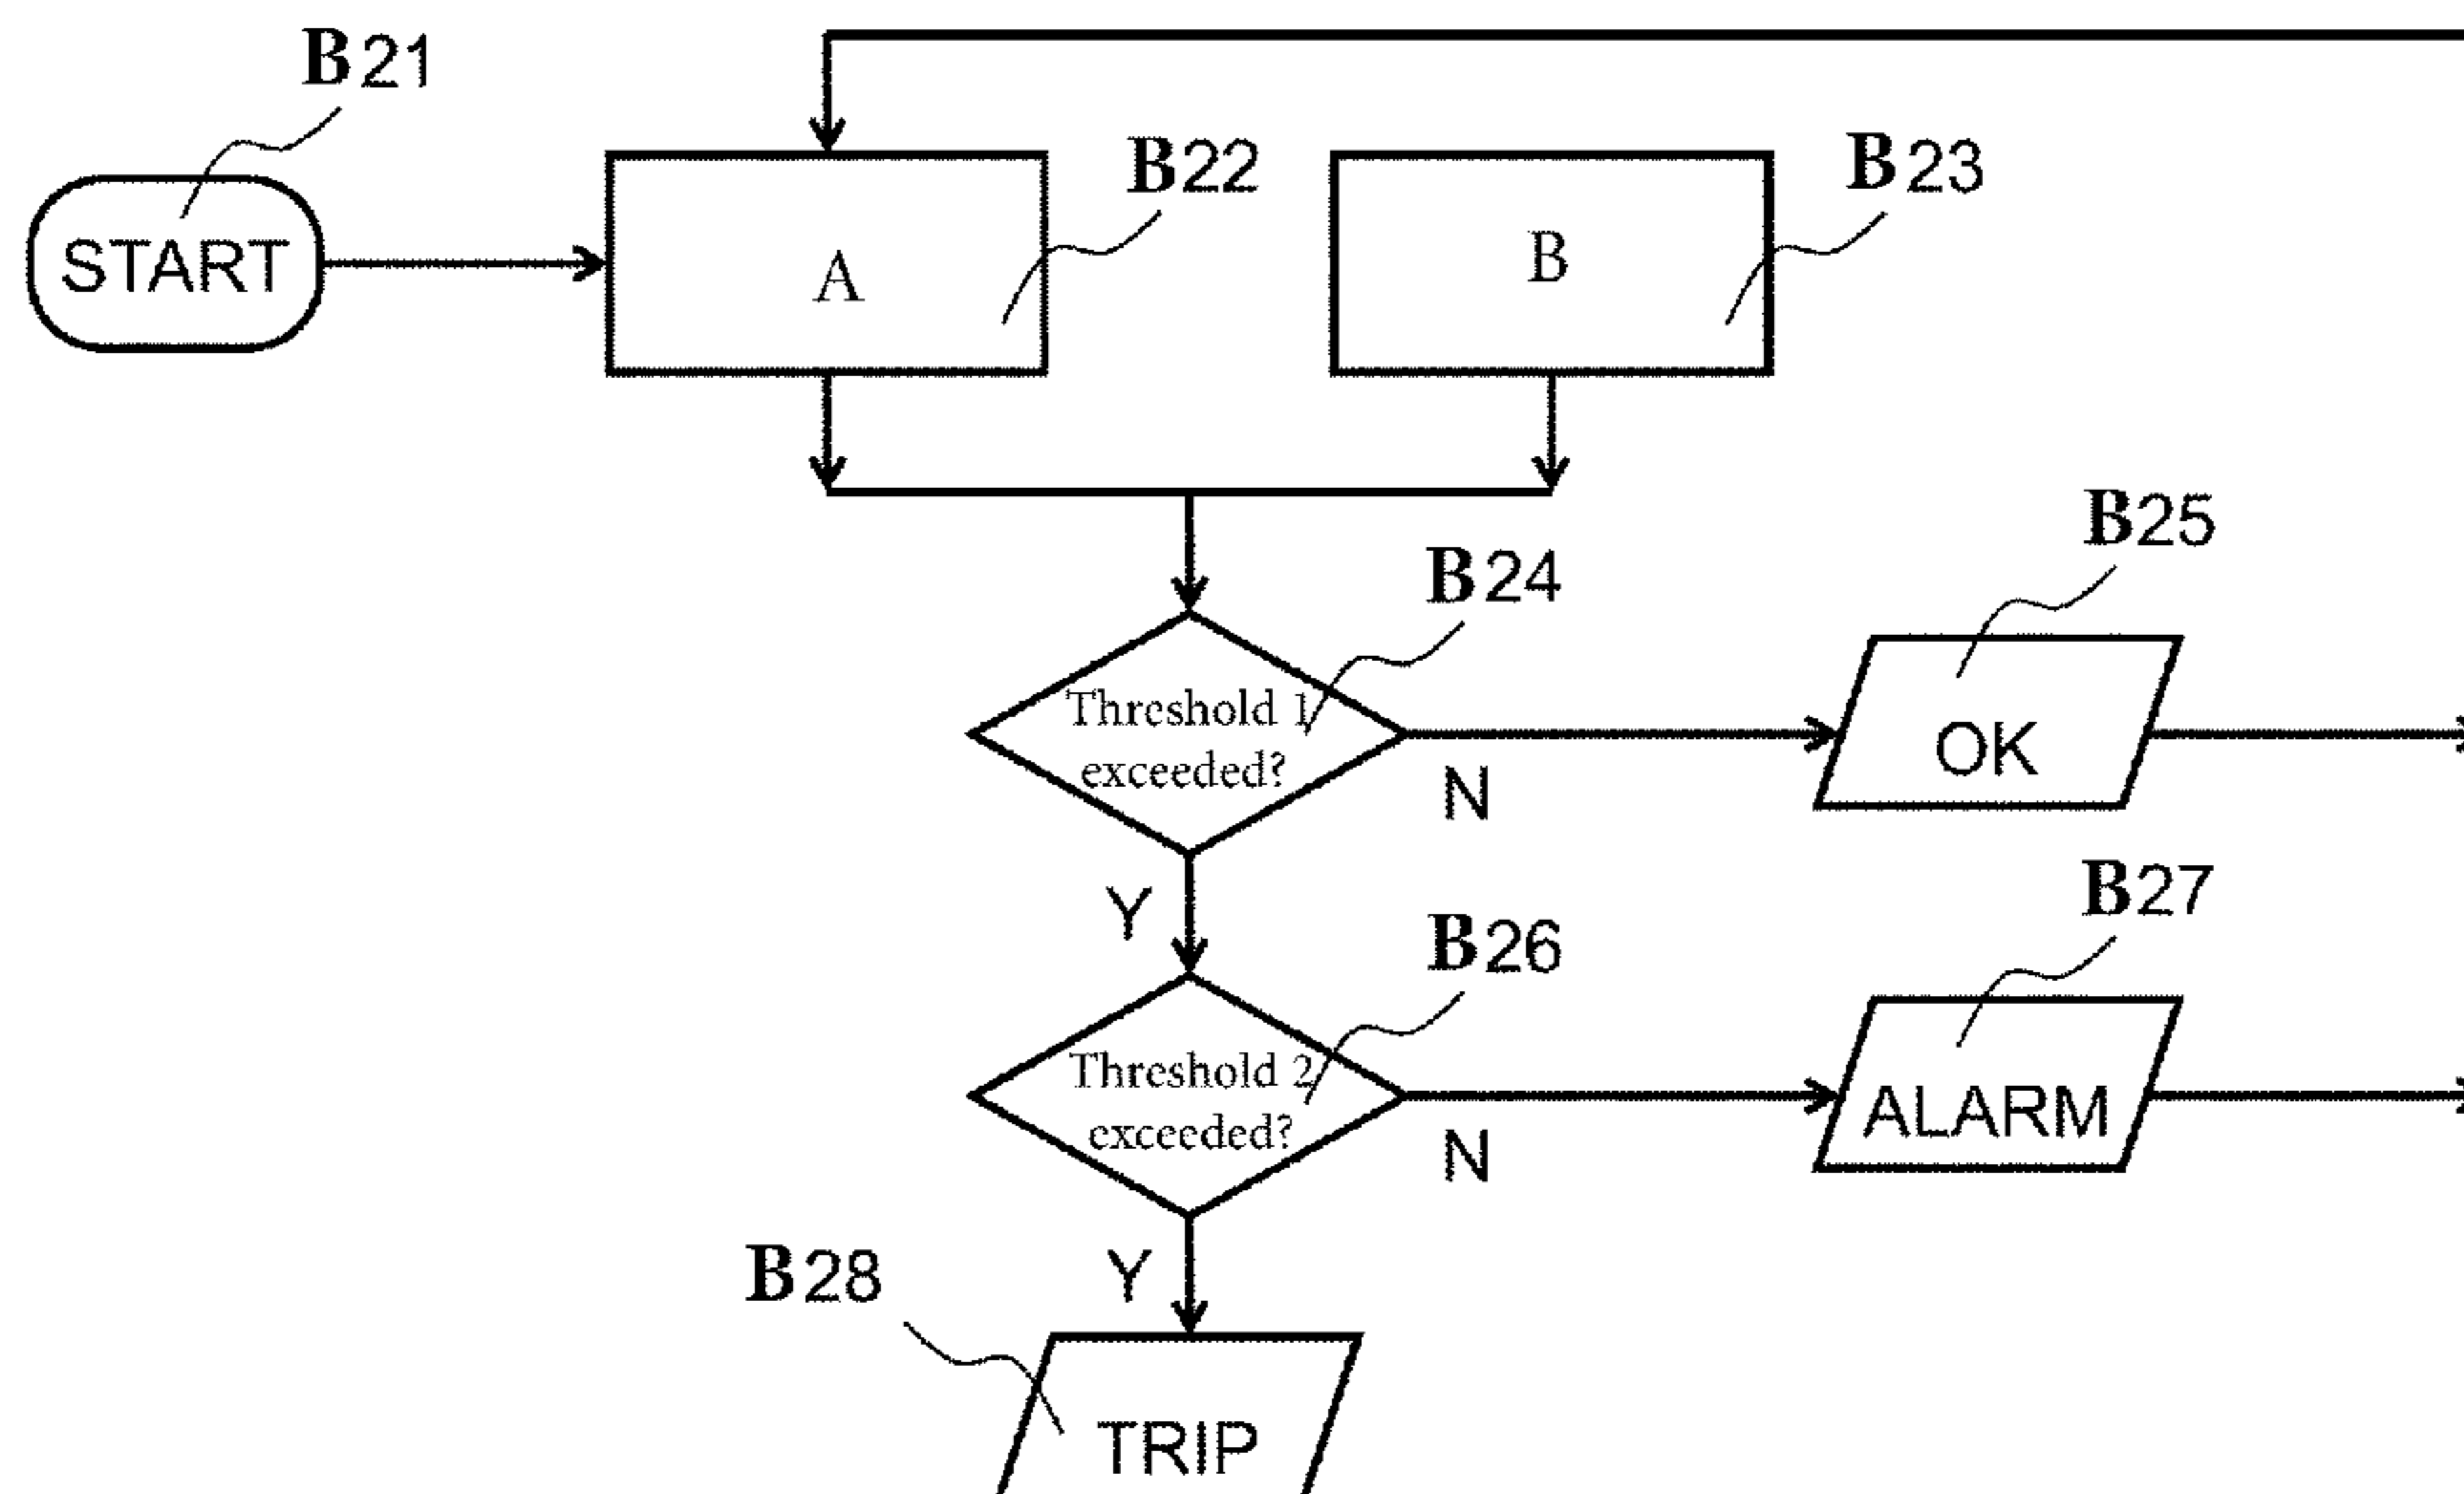 B21
START
A
B22
B
B23
B24
Threshold 1
exceeded?
N
Y
B25
OK
B26
Threshold 2
exceeded?
N
Y
B27
ALARM
B28
TRIP